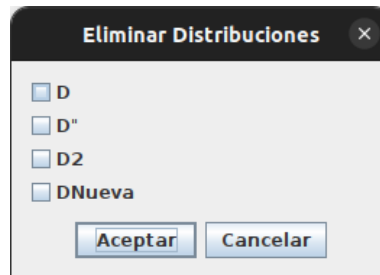 Eliminar Distribuciones
D
D"
D2
DNueva
Aceptar Cancelar